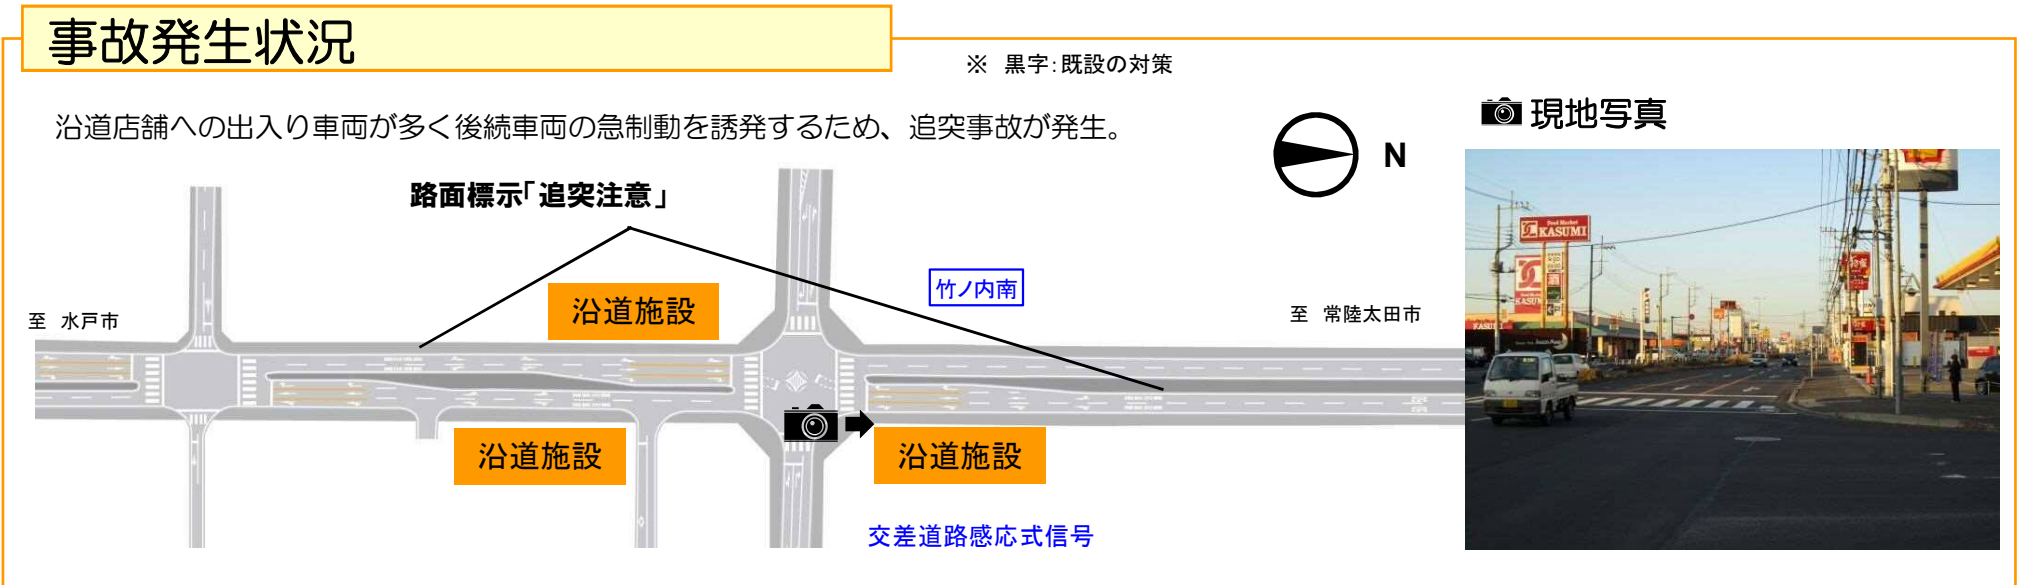 事故発生状況
※ 黒字:既設の対策
沿道店舗への出入り車両が多く後続車両の急制動を誘発するため、追突事故が発生。
現地写真
N
路面標示「追突注意」
竹ノ内南
沿道施設
至 水戸市
至 常陸太田市
沿道施設
沿道施設
交差道路感応式信号
Food Market
KASUMI
KASUMI